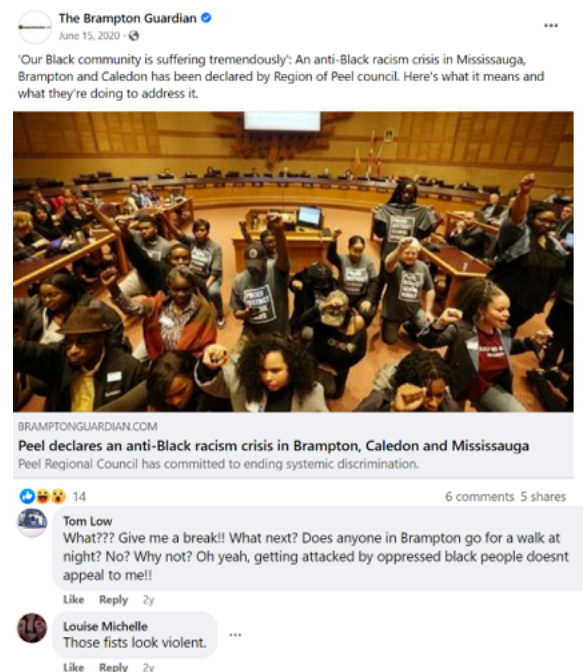 The Brampton Guardian
June 15, 2020
'Our Black community is suffering tremendously': An anti-Black racism crisis in Mississauga,
Brampton and Caledon has been declared by Region of Peel council. Here's what it means and
what they're doing to address it.
BRAMPTONGUARDIAN.COM
Peel declares an anti-Black racism crisis in Brampton, Caledon and Mississauga
Peel Regional Council has committed to ending systemic discrimination.
14
6 comments 5 shares
Tom Low
What??? Give me a break!! What next? Does anyone in Brampton go for a walk at
night? No? Why not? Oh yeah, getting attacked by oppressed black people doesnt
appeal to me!!
Like Reply 2y
Louise Michelle
Those fists look violent.
Like Reply 2y